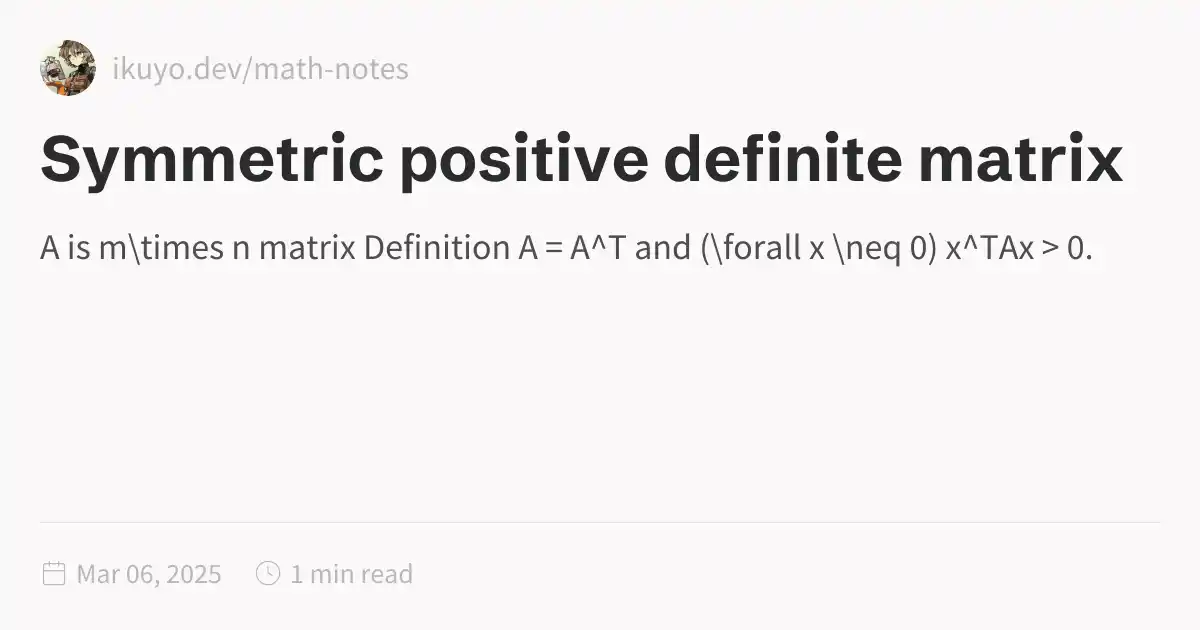 ikuyo.dev/math-notes
Symmetric positive definite matrix
A is m\times n matrix Definition A = A^T and (\forall x \neq 0) x^TAx > 0.
Mar 06, 2025 1 min read